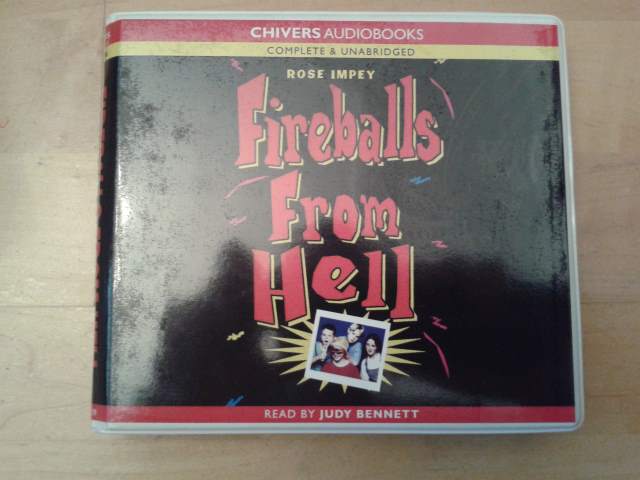 CHIVERS AUDIOBOOKS
COMPLETE & UNABRIDGED
ROSE IMPEY
Fireballs
From
Hell
READ BY JUDY BENNETT